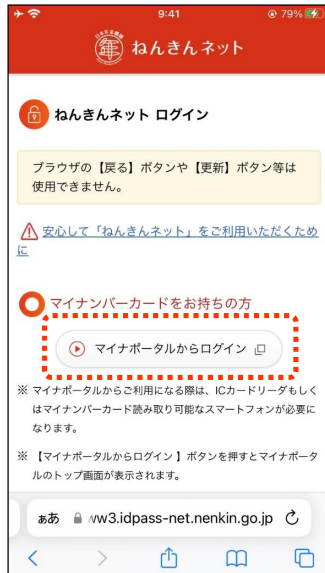 9:41
79%
日本年金機構
年
ねんきんネット
ねんきんネット ログイン
ブラウザの【戻る】ボタンや【更新】ボタン等は
使用できません。
安心して「ねんきんネット」をご利用いただくため
に
マイナンバーカードをお持ちの方
マイナポータルからログイン
※ マイナポータルからご利用になる際は、ICカードリーダもしく
はマイナンバーカード読み取り可能なスマートフォンが必要に
なります。
※ 【マイナポータルからログイン 】ボタンを押すとマイナポータ
ルのトップ画面が表示されます。
ぁあ
w3.idpass-net.nenkin.go.jp